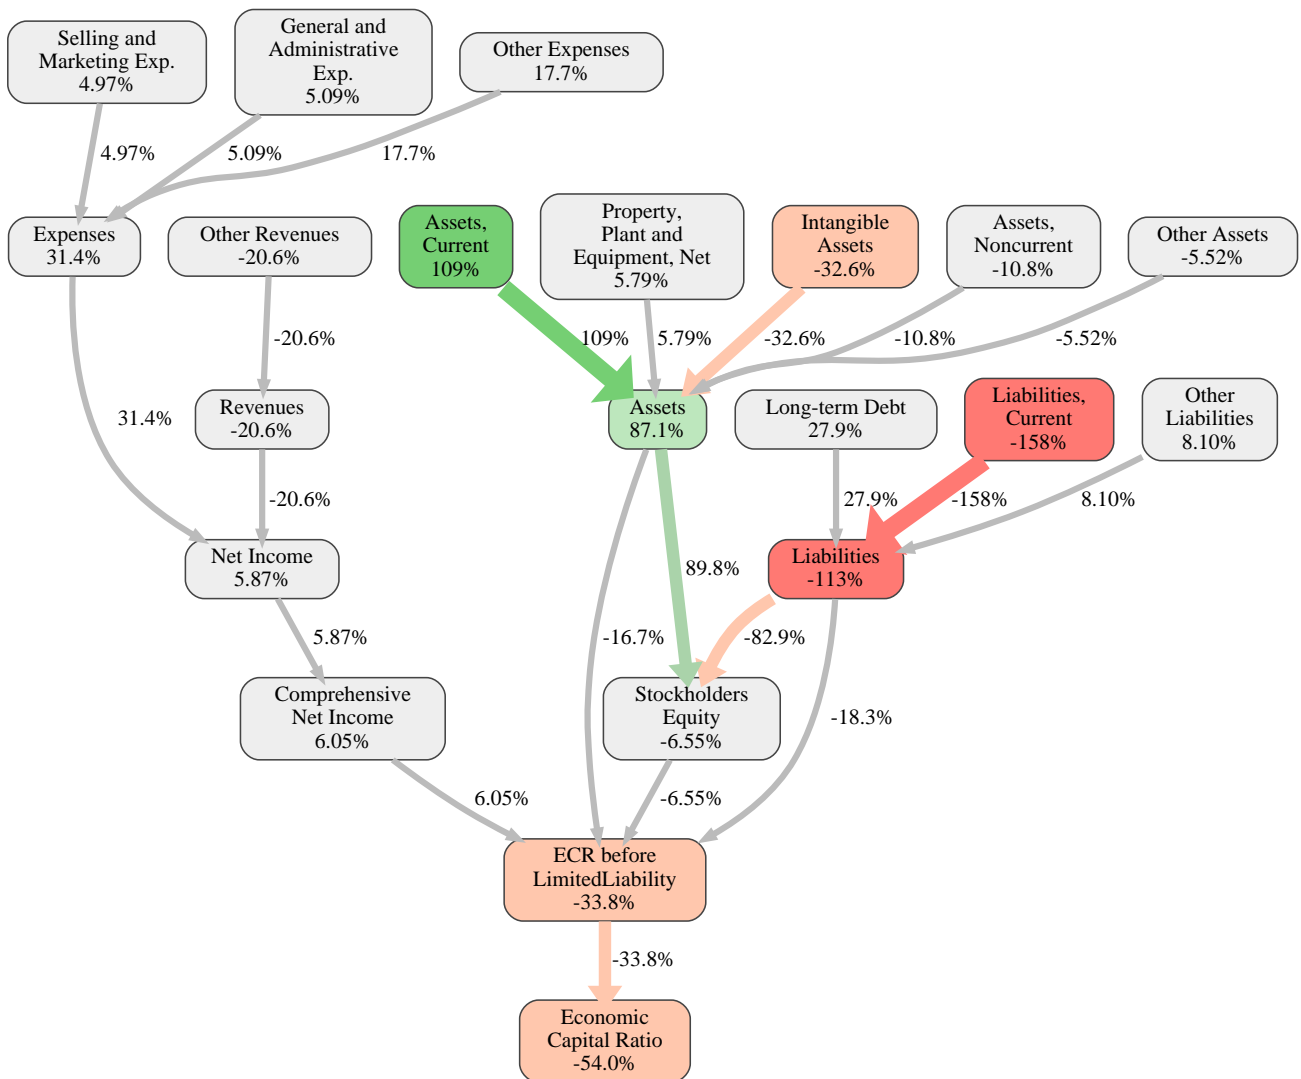 Selling and
Marketing Exp.
4.97%
General and
Administrative
Exp.
5.09%
Other Expenses
17.7%
4.97%
5.09%
17.7%
Expenses
31.4%
Other Revenues
-20.6%
Assets,
Current
109%
Property,
Plant and
Equipment, Net
5.79%
Intangible
Assets
-32.6%
Assets,
Noncurrent
-10.8%
Other Assets
-5.52%
-20.6%
109%
5.79%
-32.6%
-10.8%
-5.52%
31.4%
Revenues
-20.6%
Assets
87.1%
Long-term Debt
27.9%
Liabilities,
Current
-158%
Other
Liabilities
8.10%
-20.6%
27.9%
-158%
8.10%
Net Income
5.87%
89.8%
Liabilities
-113%
5.87%
-16.7%
-82.9%
Comprehensive
Net Income
6.05%
Stockholders
Equity
-6.55%
-18.3%
6.05%
-6.55%
ECR before
LimitedLiability
-33.8%
-33.8%
Economic
Capital Ratio
-54.0%